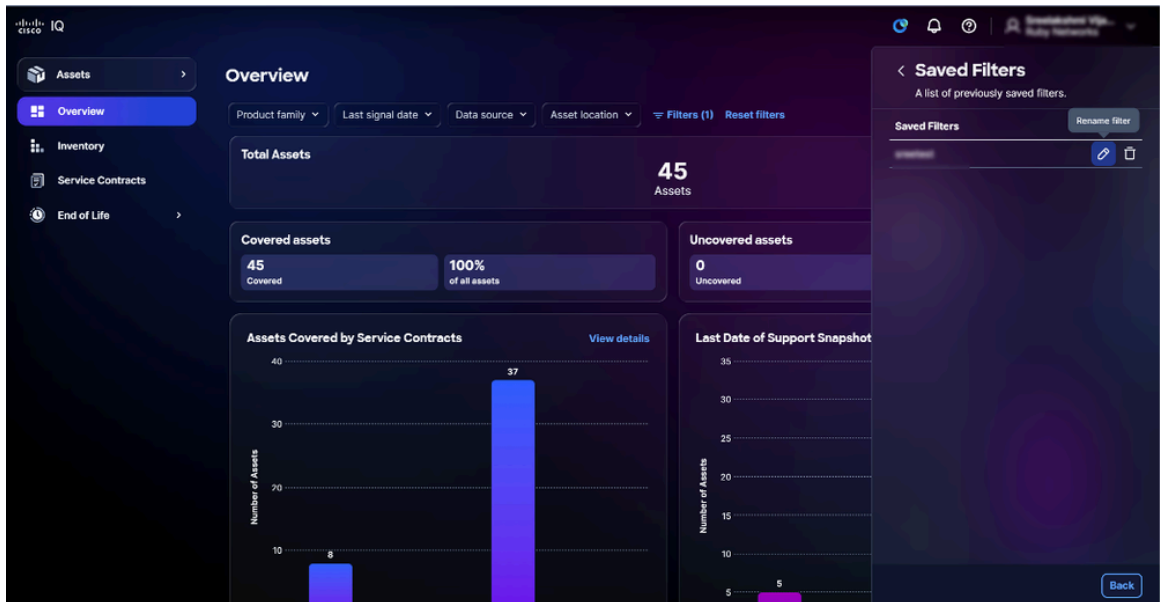 cisco IQ
Assets
Overview
Inventory
Service Contracts
End of Life
Overview
Product family
Last signal date
Data source
Asset location
Filters (1)
Reset filters
Total Assets
45
Assets
Covered assets
45
Covered
100%
of all assets
Uncovered assets
0
Uncovered
Assets Covered by Service Contracts
View details
Number of Assets
40
30
20
10
8
37
Last Date of Support Snapshot
Number of Assets
35
30
25
20
15
10
5
5
Saved Filters
A list of previously saved filters.
Saved Filters
Rename filter
Back